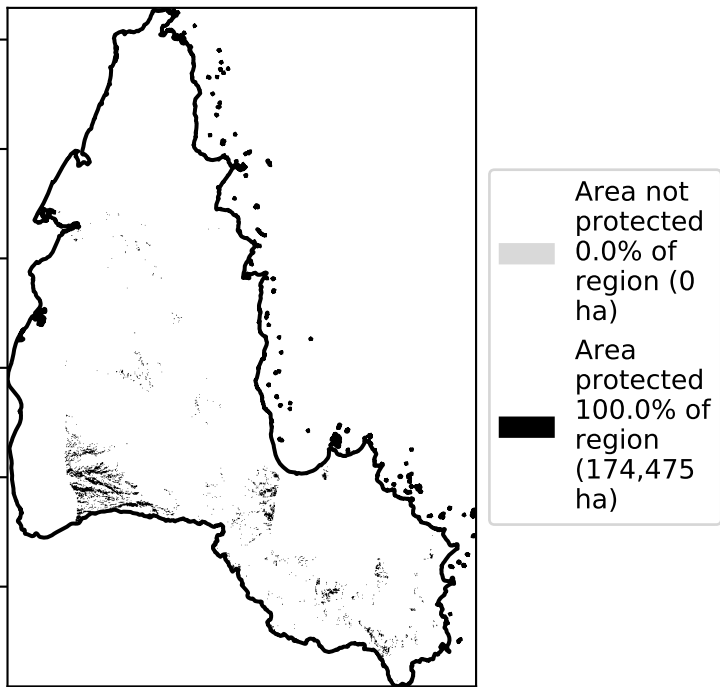 Area not
protected
0.0% of
region (0
ha)
Area
protected
100.0% of
region
(174,475
ha)